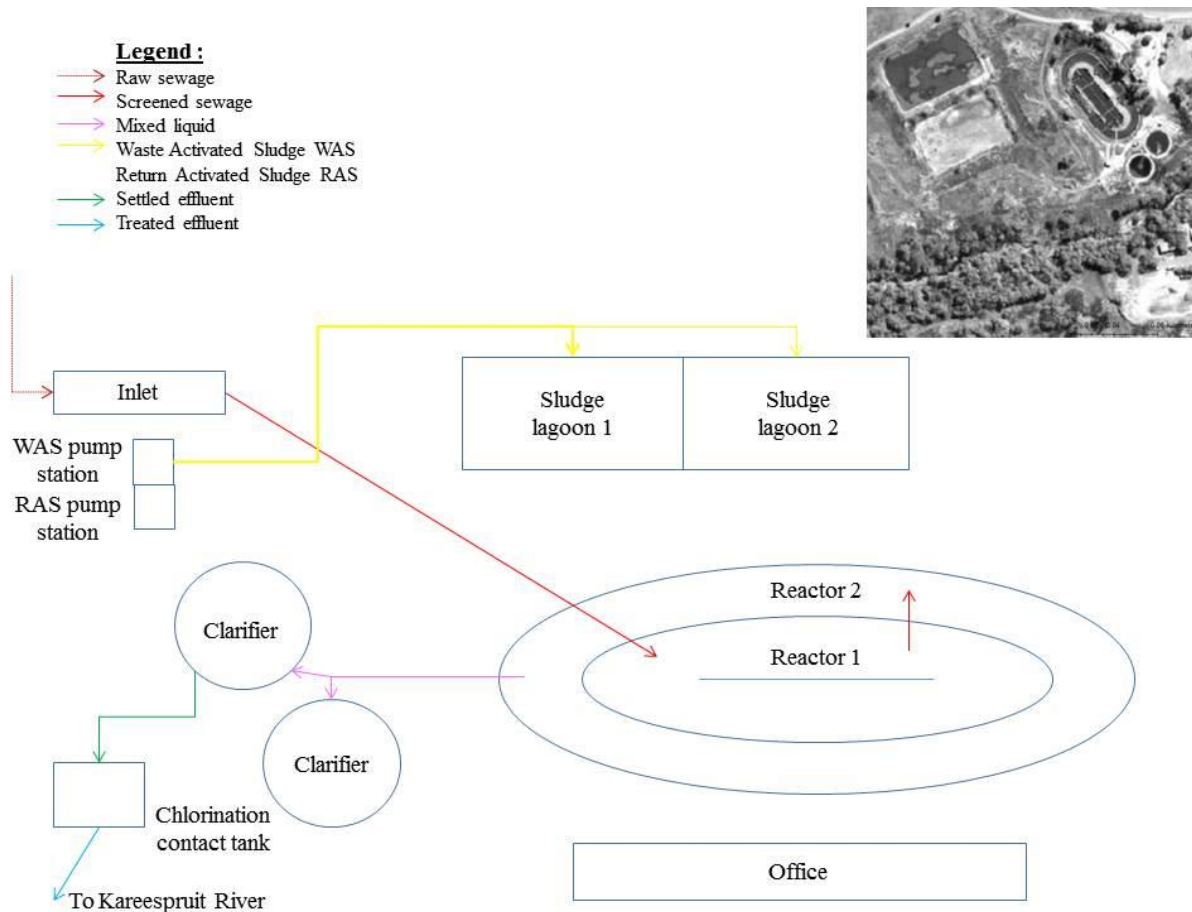 Legend :
Raw sewage
Screened sewage
Mixed liquid
Waste Activated Sludge WAS
Return Activated Sludge RAS
Settled effluent
Treated effluent
Inlet
Sludge
lagoon 1
Sludge
lagoon 2
WAS pump
station
RAS pump
station
Reactor 2
Clarifier
Reactor 1
Clarifier
Chlorination
contact tank
Office
To Kareespruit River